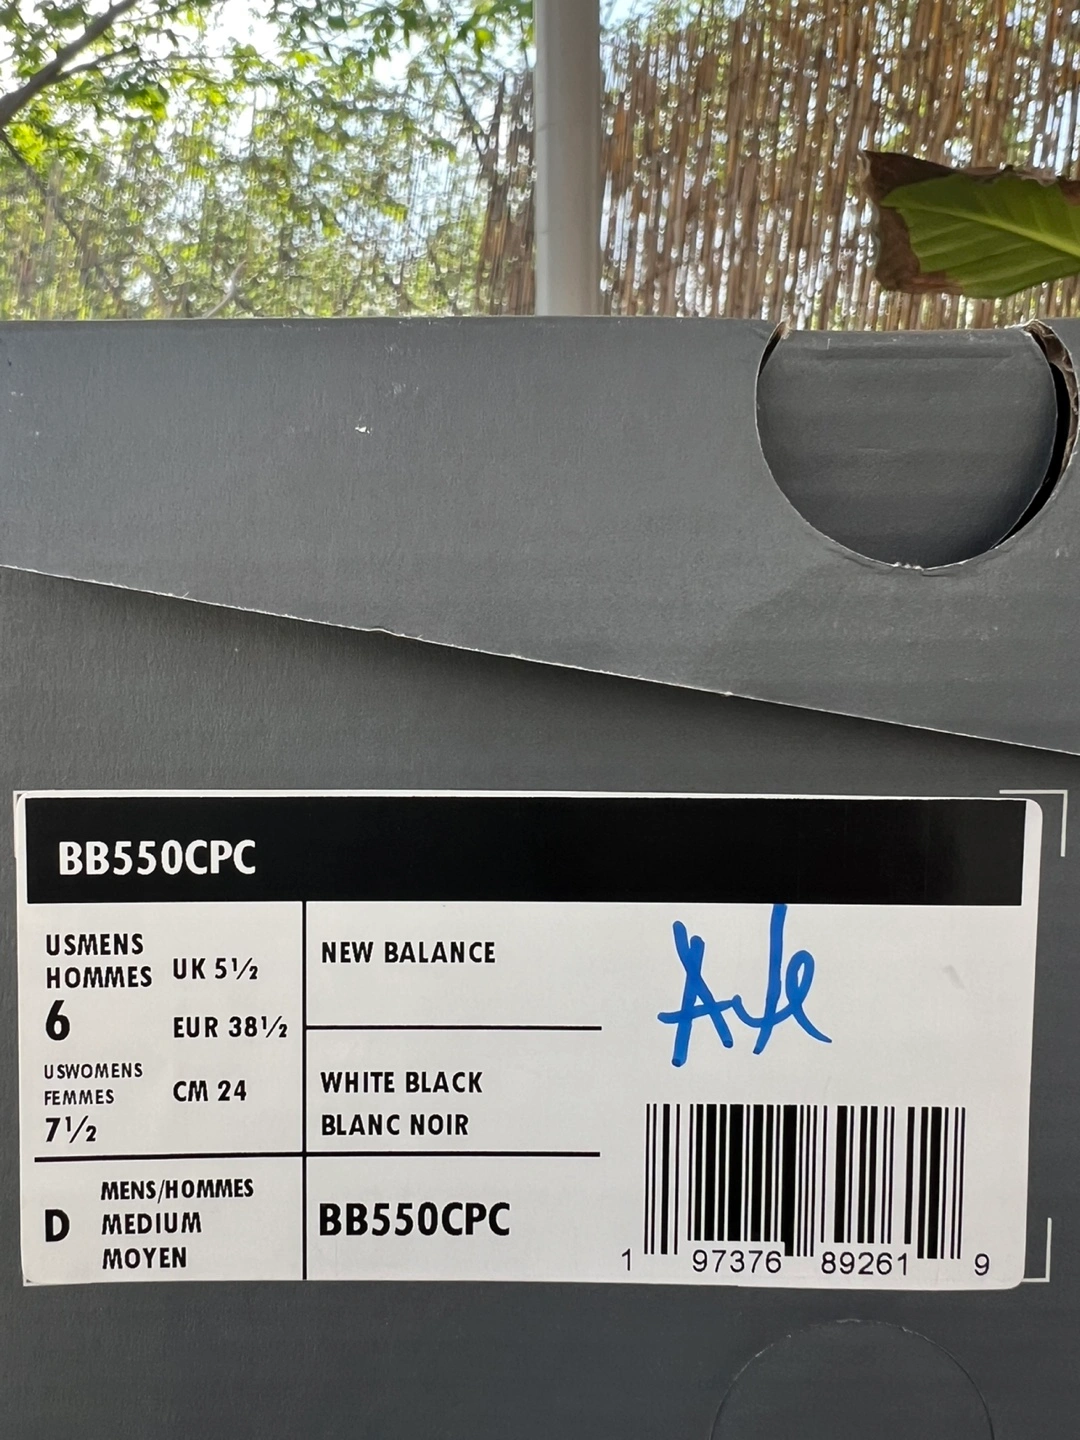 BB550CPC
USMENS
HOMMES
6
UK 5½
EUR 38½
USWOMENS
FEMMES
7½
CM 24
NEW BALANCE
WHITE BLACK
BLANC NOIR
D
MENS/HOMMES
MEDIUM
MOYEN
BB550CPC
1 97376 89261 9